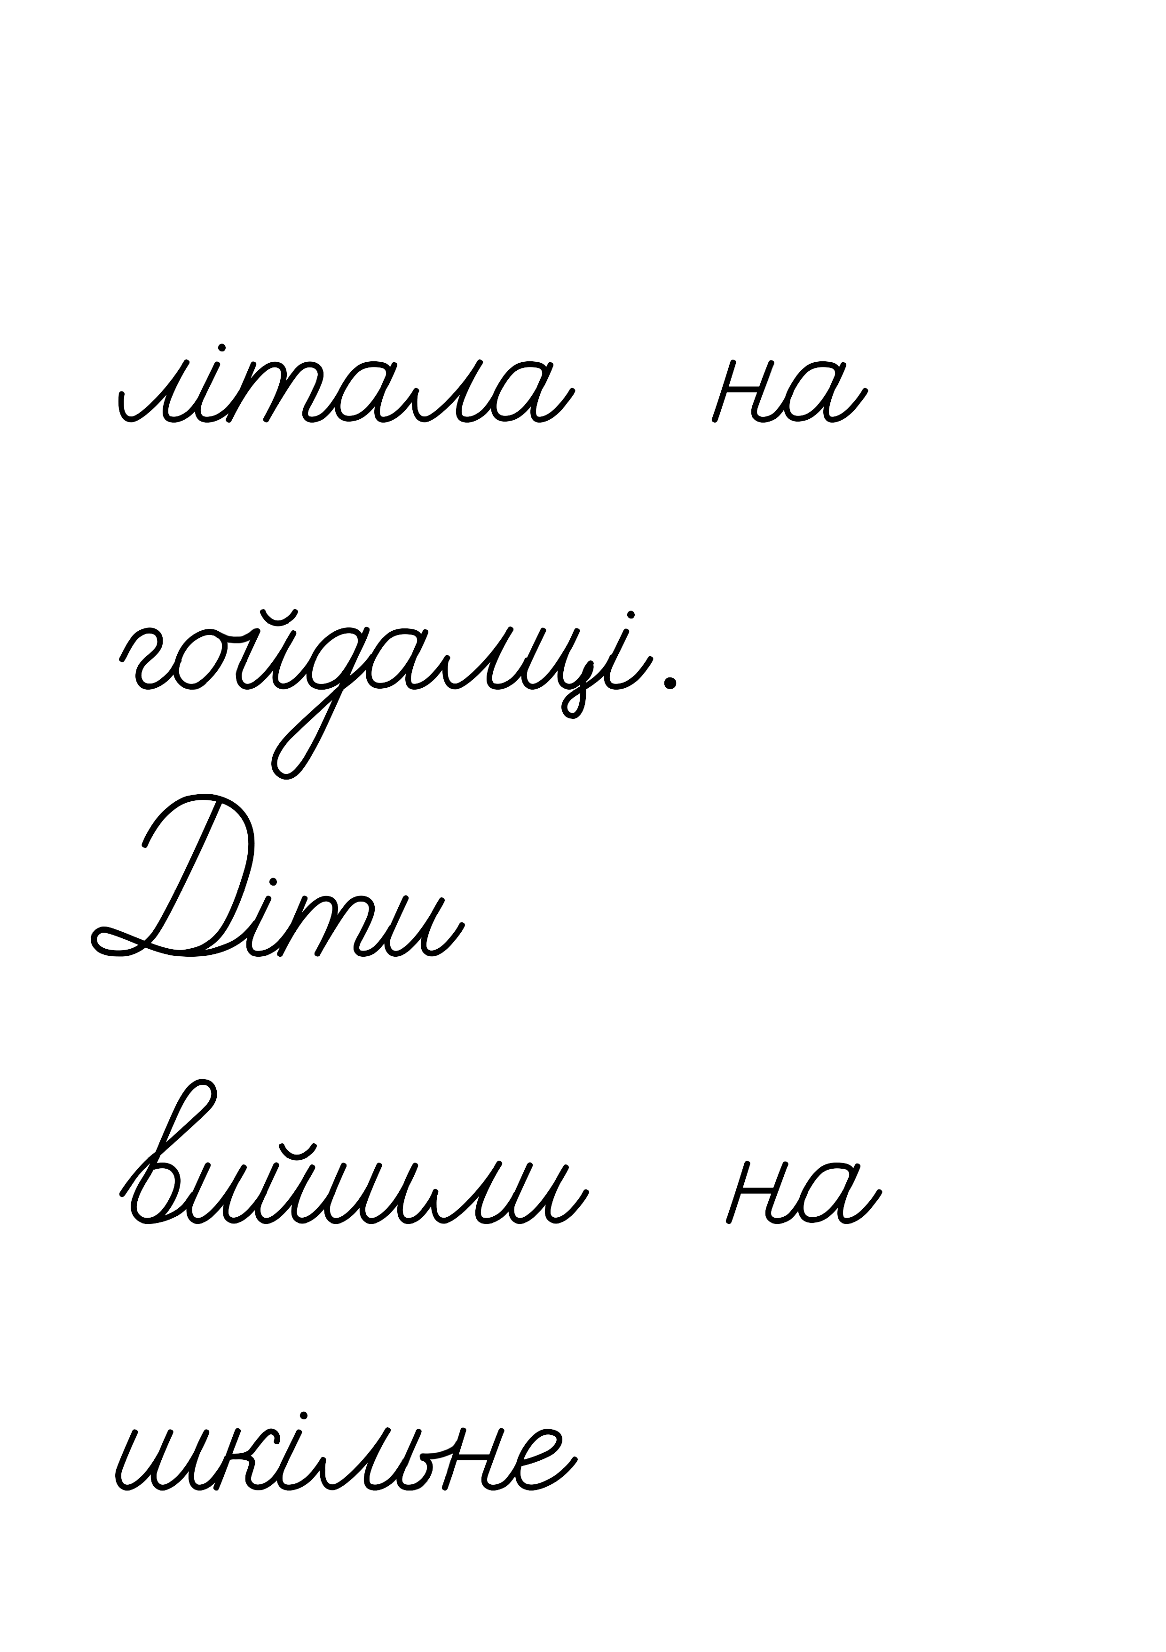 літала на
гойдалці.
Діти
вийшли на
шкільне